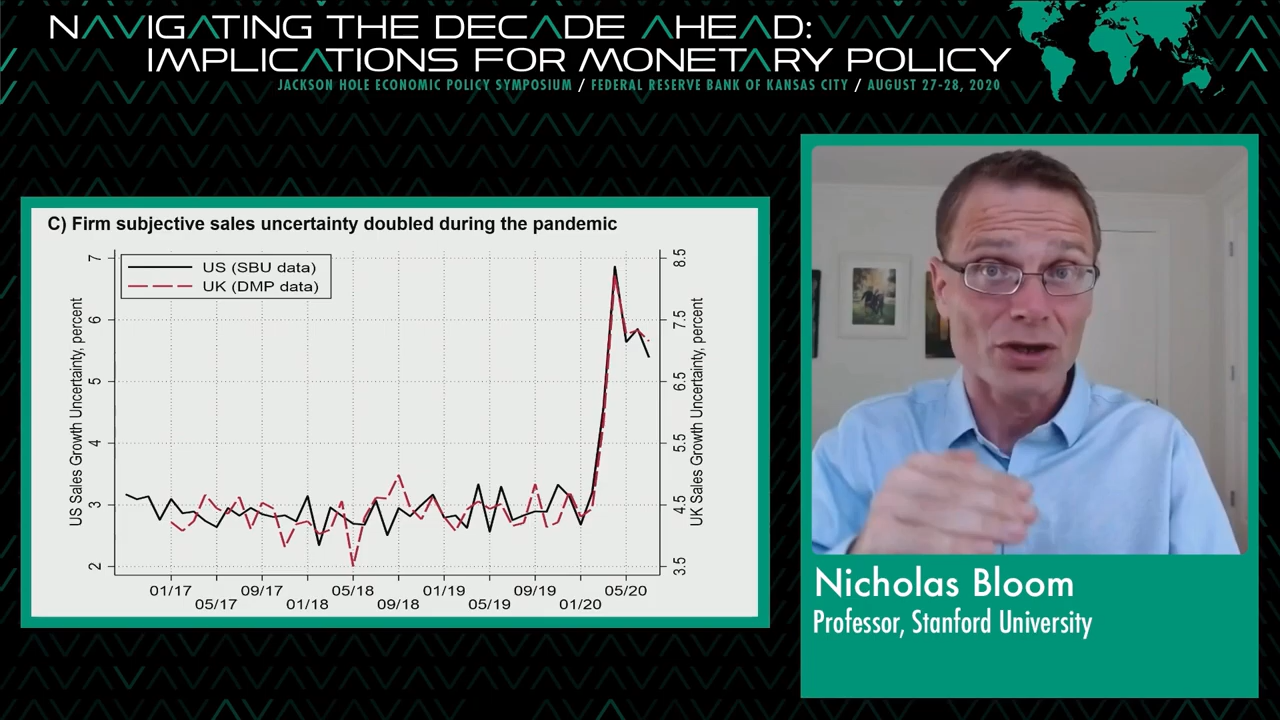 NAVIGATING THE DECADE AHEAD:
IMPLICATIONS FOR MONETARY POLICY
JACKSON HOLE ECONOMIC POLICY SYMPOSIUM / FEDERAL RESERVE BANK OF KANSAS CITY / AUGUST 27-28, 2020
C) Firm subjective sales uncertainty doubled during the pandemic
US (SBU data)
UK (DMP data)
US Sales Growth Uncertainty, percent
7
6
5
4
3
2
8.5
7.5
6.5
5.5
4.5
3.5
UK Sales Growth Uncertainty, percent
01/17 09/17 05/18 01/19 09/19 05/20
05/17 01/18 09/18 05/19 01/20
Nicholas Bloom
Professor, Stanford University